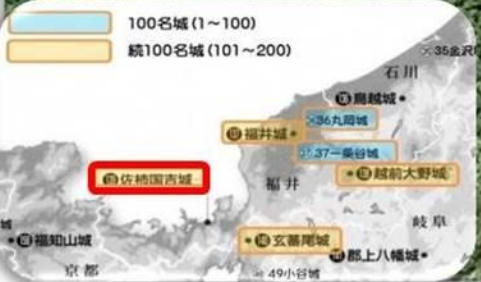 100名城(1～100)
続100名城(101～200)
35金沢
石川
鳥越城
36丸岡城
福井城
37一乗谷城
越前大野城
佐柿国吉城
福井
岐阜
城
福知山城
玄蕃尾城
郡上八幡城
京都
49小谷城